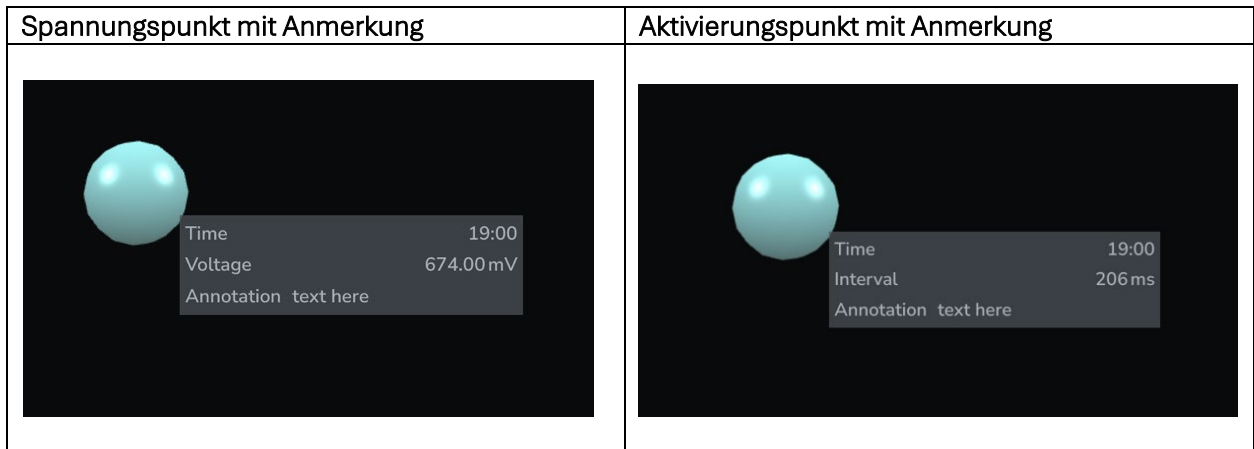 Spannungspunkt mit Anmerkung
Aktivierungspunkt mit Anmerkung
Time 19:00
Voltage 674.00 mV
Annotation text here
Time 19:00
Interval 206 ms
Annotation text here